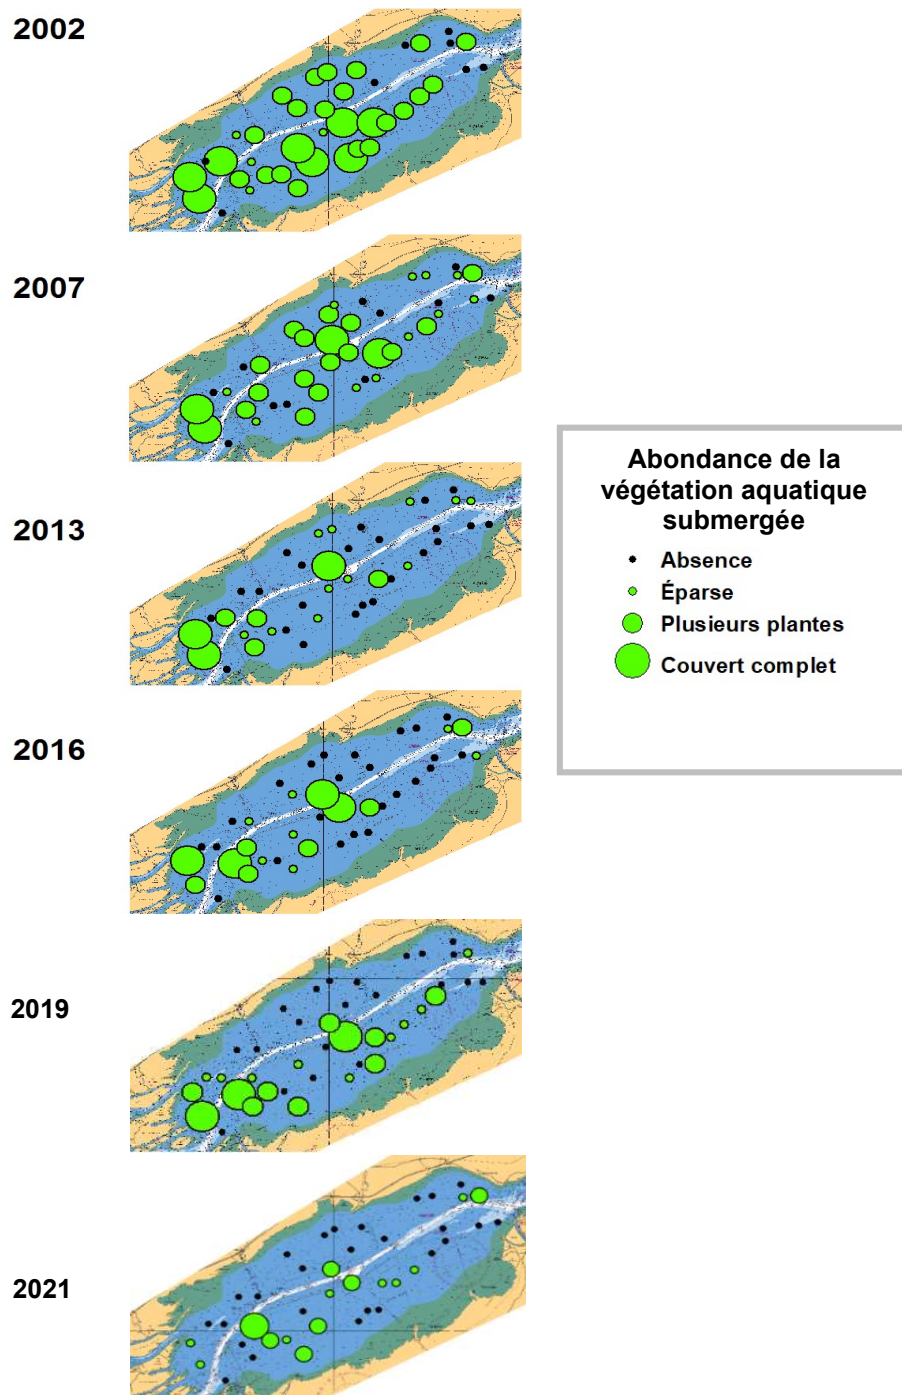 2002
2007
2013
2016
2019
2021
Abondance de la
végétation aquatique
submergée
Absence
Éparse
Plusieurs plantes
Couvert complet